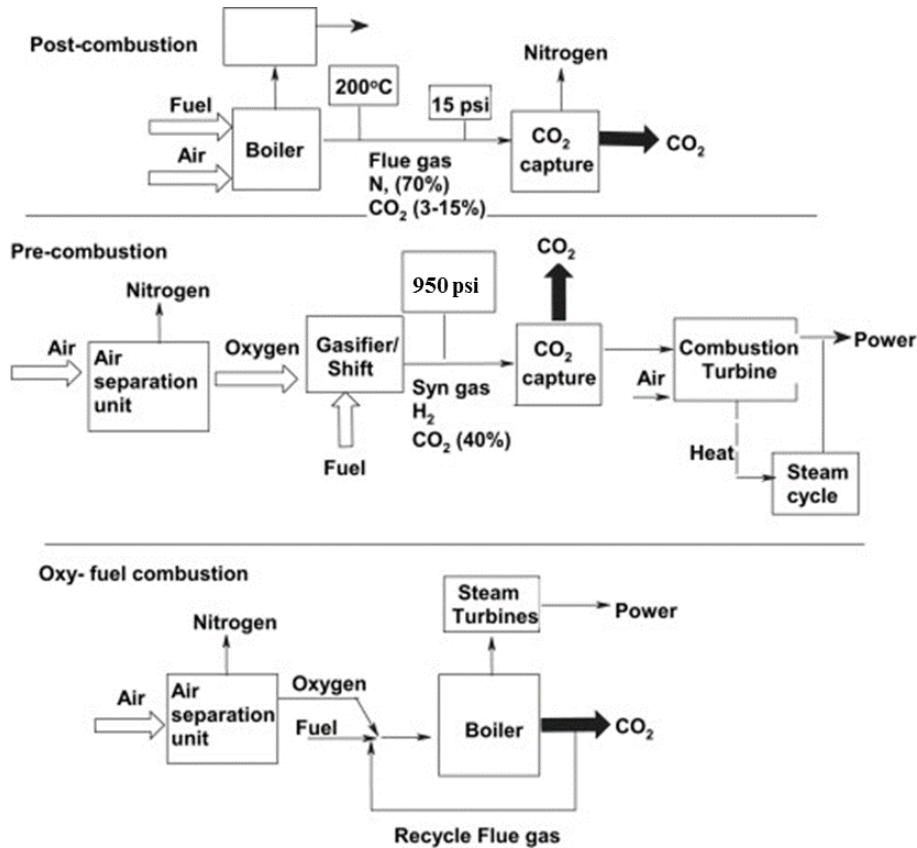 Post-combustion
Nitrogen
200°C
15 psi
Fuel
Air
Boiler
CO₂
capture
CO₂
Flue gas
N, (70%)
CO₂ (3-15%)
Pre-combustion
CO₂
950 psi
Nitrogen
Air
Air
separation
unit
Oxygen
Gasifier/
Shift
Syn gas
H₂
CO₂ (40%)
Fuel
CO₂
capture
Air
Combustion
Turbine
Power
Heat
Steam
cycle
Oxy- fuel combustion
Steam
Turbines
Power
Nitrogen
Air
Air
separation
unit
Oxygen
Fuel
Boiler
CO₂
Recycle Flue gas